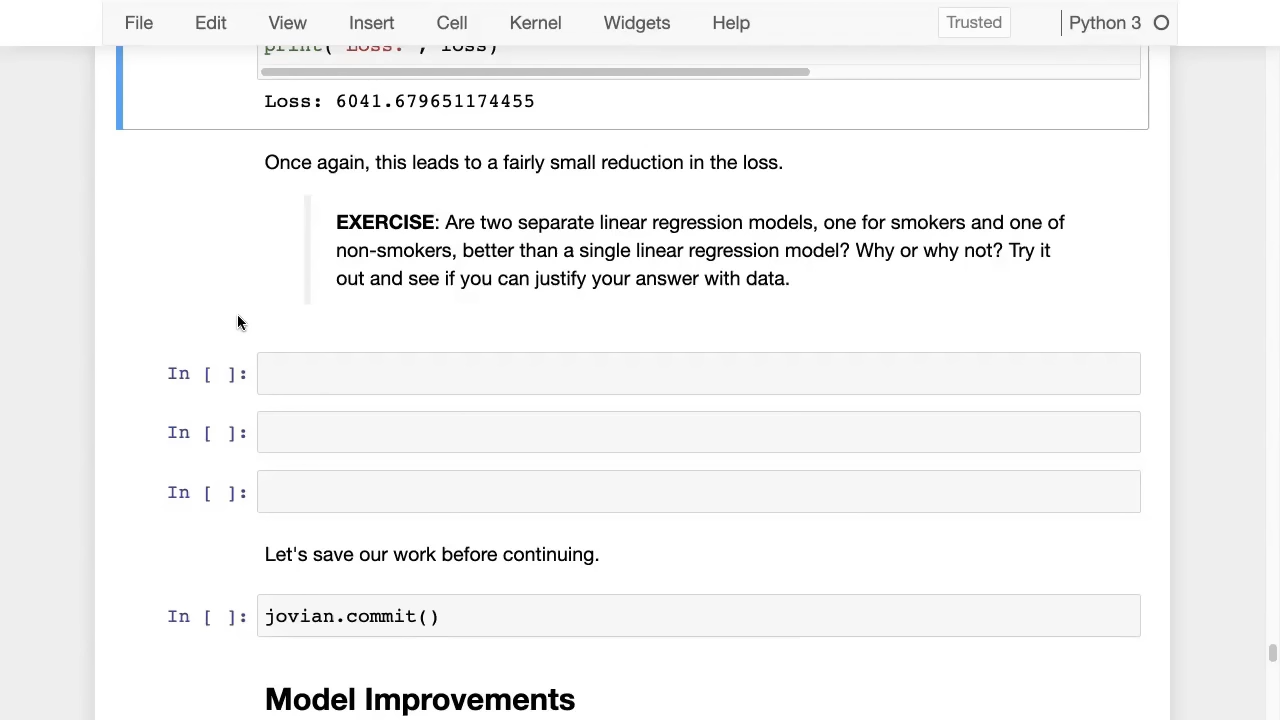 File Edit View Insert Cell Kernel Widgets Help Trusted Python 3
print("Loss:", loss)
Loss: 6041.679651174455
Once again, this leads to a fairly small reduction in the loss.
EXERCISE: Are two separate linear regression models, one for smokers and one of
non-smokers, better than a single linear regression model? Why or why not? Try it
out and see if you can justify your answer with data.
In [ ]:
In [ ]:
In [ ]:
Let's save our work before continuing.
In [ ]: jovian.commit()
Model Improvements